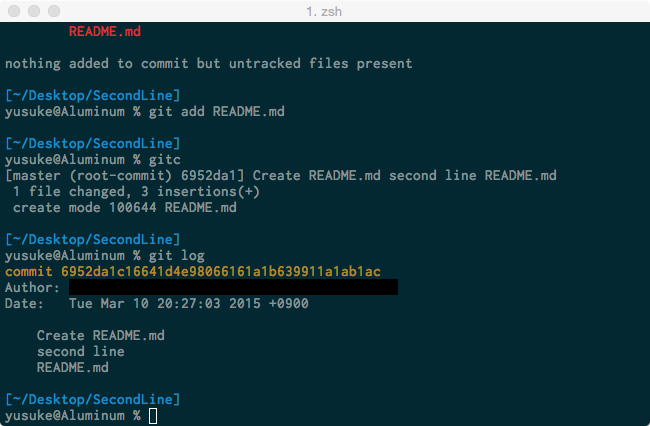 1. zsh
README.md
nothing added to commit but untracked files present
[~/Desktop/SecondLine]
yusuke@Aluminum % git add README.md
[~/Desktop/SecondLine]
yusuke@Aluminum % gitc
[master (root-commit) 6952da1] Create README.md second line README.md
1 file changed, 3 insertions(+)
create mode 100644 README.md
[~/Desktop/SecondLine]
yusuke@Aluminum % git log
commit 6952da1c16641d4e98066161a1b639911a1ab1ac
Author:
Date:   Tue Mar 10 20:27:03 2015 +0900
Create README.md
second line
README.md
[~/Desktop/SecondLine]
yusuke@Aluminum %